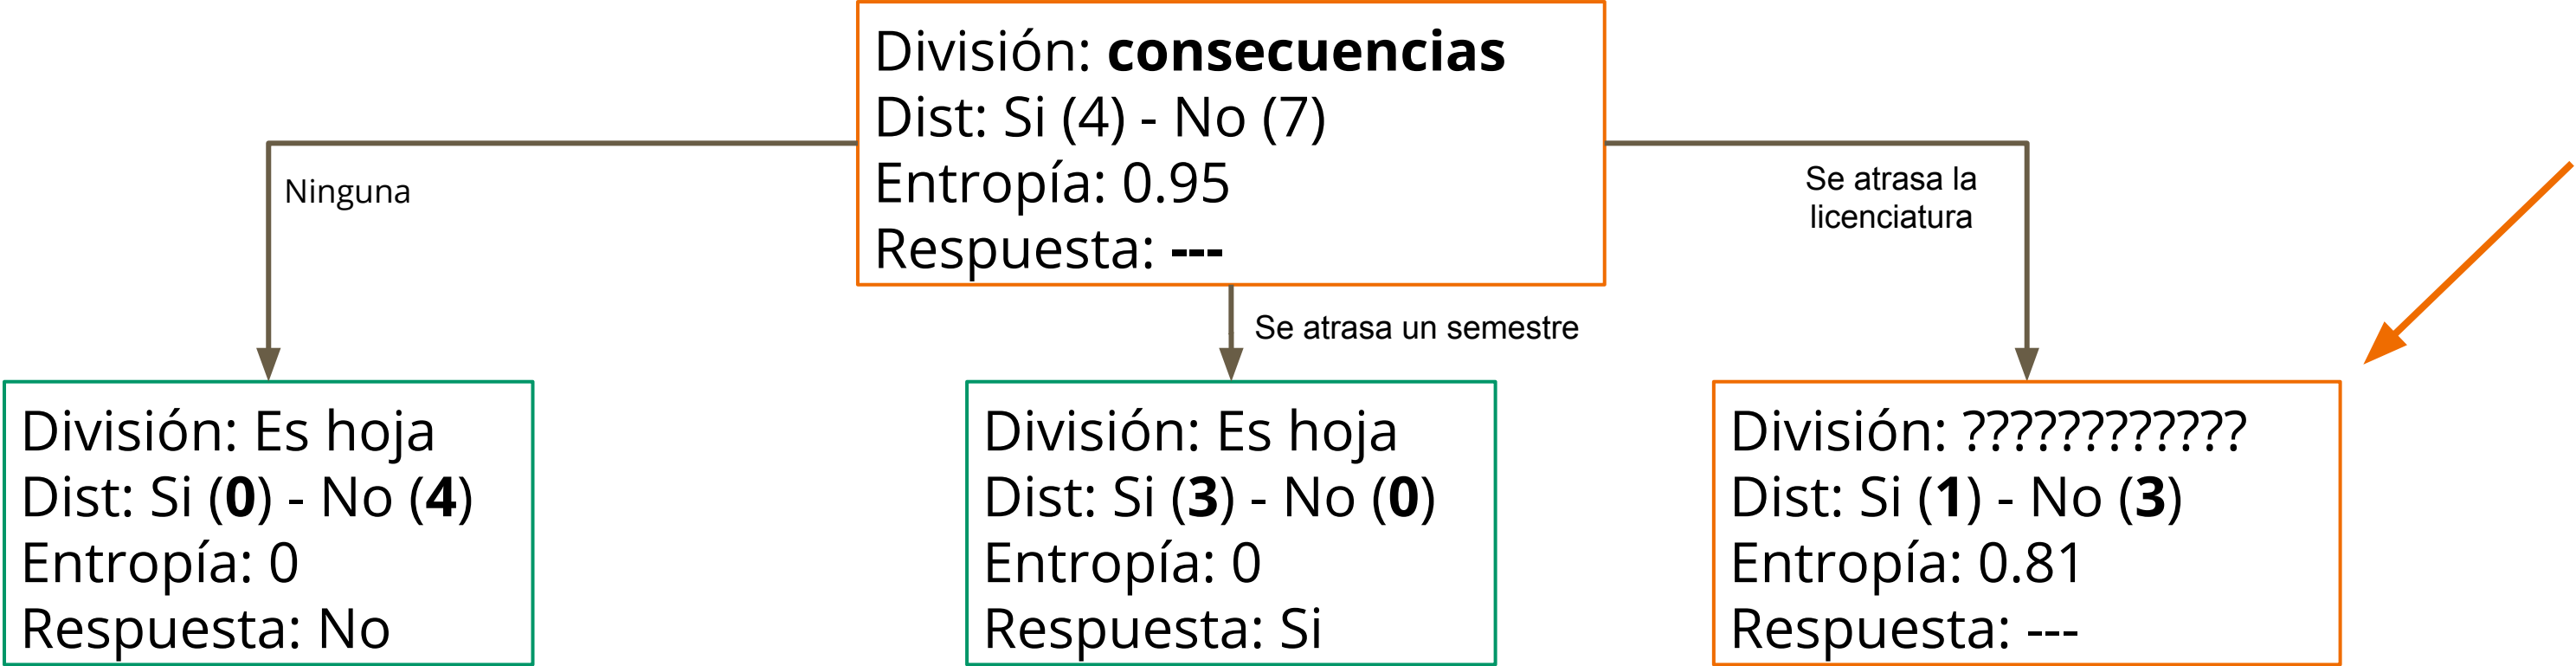 División: consecuencias
Dist: Si (4) - No (7)
Entropía: 0.95
Respuesta: ---
Ninguna
Se atrasa un semestre
Se atrasa la
licenciatura
División: Es hoja
Dist: Si (0) - No (4)
Entropía: 0
Respuesta: No
División: Es hoja
Dist: Si (3) - No (0)
Entropía: 0
Respuesta: Si
División: ????????????
Dist: Si (1) - No (3)
Entropía: 0.81
Respuesta: ---